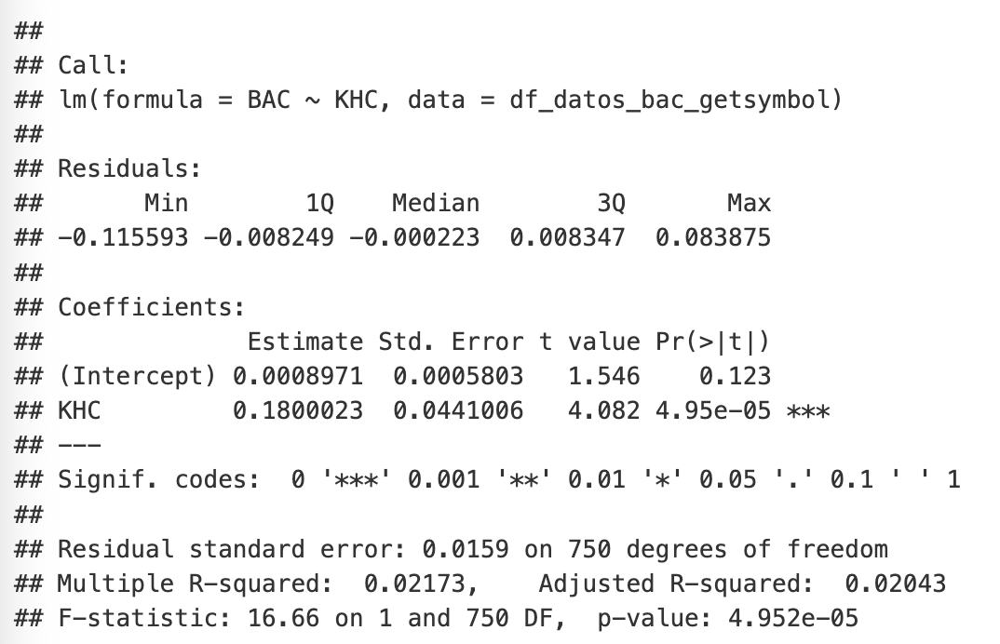 ##
## Call:
## lm(formula = BAC ~ KHC, data = df_datos_bac_getsymbol)
##
## Residuals:
##       Min        1Q    Median        3Q       Max
## -0.115593 -0.008249 -0.000223  0.008347  0.083875
##
## Coefficients:
##              Estimate Std. Error t value Pr(>|t|)
## (Intercept) 0.0008971  0.0005803   1.546    0.123
## KHC         0.1800023  0.0441006   4.082 4.95e-05 ***
## ---
## Signif. codes:  0 '***' 0.001 '**' 0.01 '*' 0.05 '.' 0.1 ' ' 1
##
## Residual standard error: 0.0159 on 750 degrees of freedom
## Multiple R-squared:  0.02173,    Adjusted R-squared:  0.02043
## F-statistic: 16.66 on 1 and 750 DF,  p-value: 4.952e-05